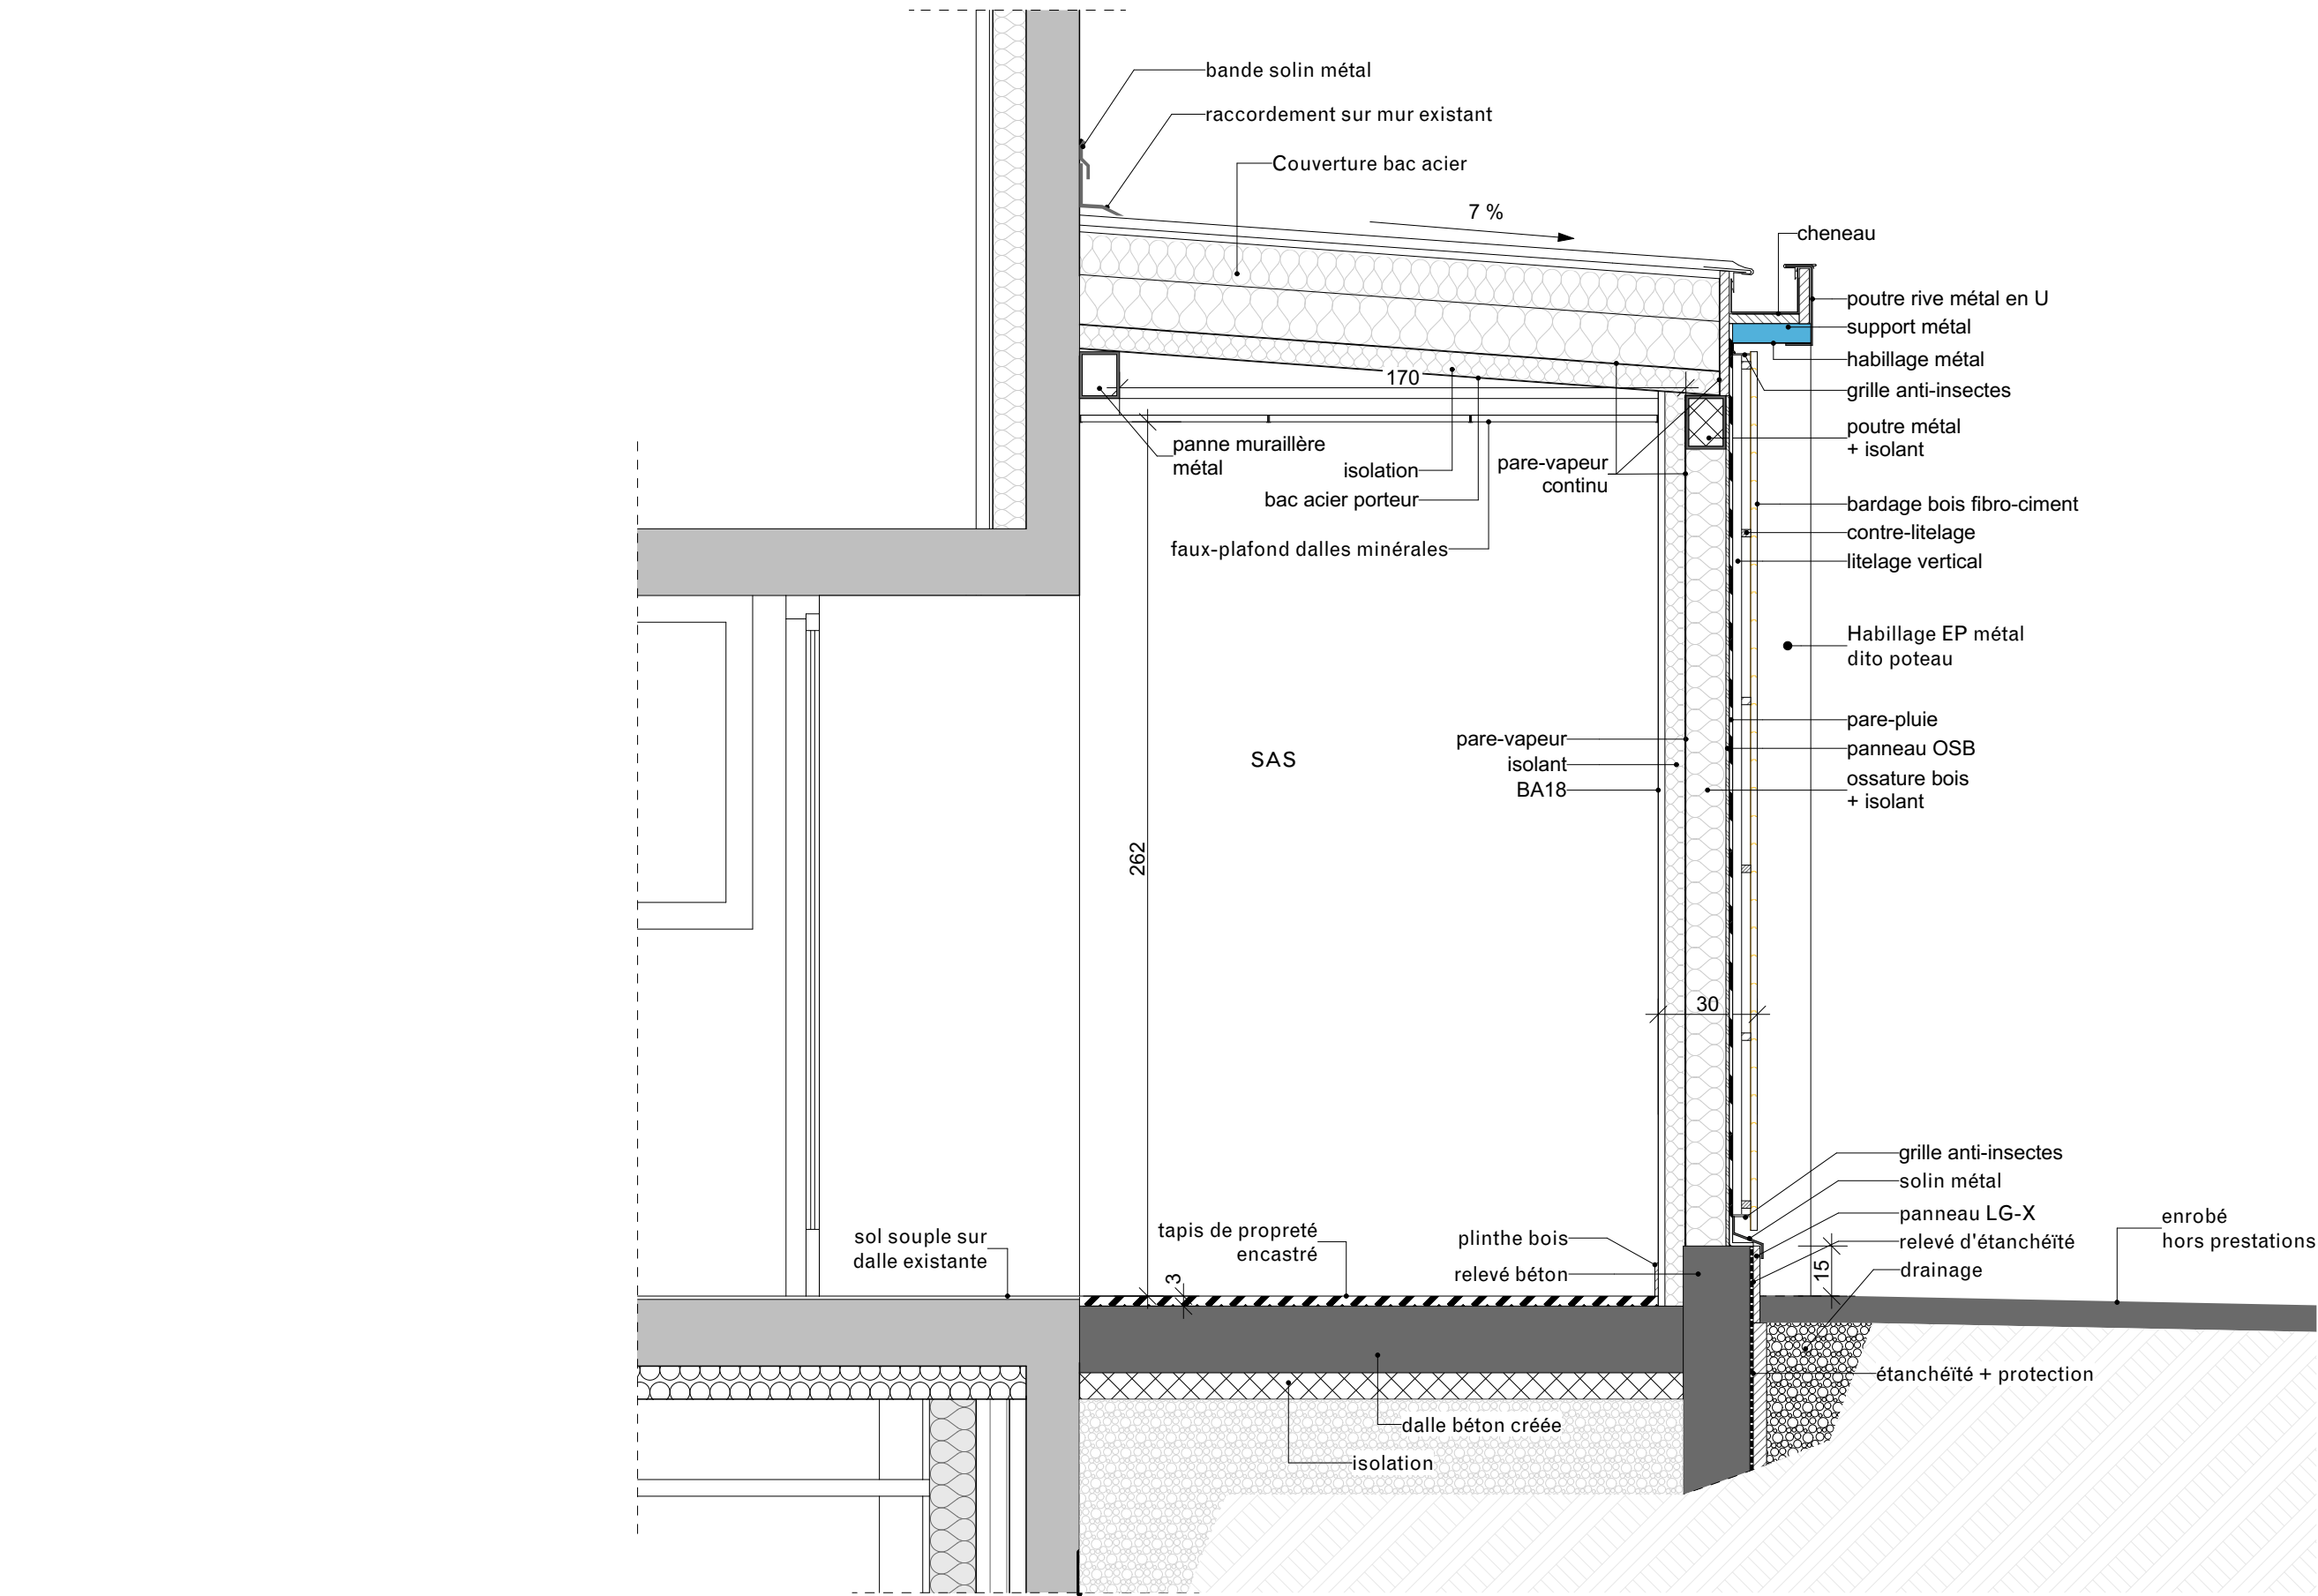 bande solin métal
raccordement sur mur existant
Couverture bac acier
7 %
cheneau
poutre rive métal en U
support métal
habillage métal
grille anti-insectes
170
poutre métal
+ isolant
panne muraillère
métal
isolation
bac acier porteur
pare-vapeur
continu
faux-plafond dalles minérales
bardage bois fibro-ciment
contre-litelage
litelage vertical
Habillage EP métal
dito poteau
pare-pluie
panneau OSB
ossature bois
+ isolant
SAS
pare-vapeur
isolant
BA18
262
30
grille anti-insectes
solin métal
panneau LG-X
relevé d'étanchéïté
drainage
enrobé
hors prestations
sol souple sur
dalle existante
tapis de propreté
encastré
3
plinthe bois
relevé béton
15
étanchéïté + protection
dalle béton créée
isolation